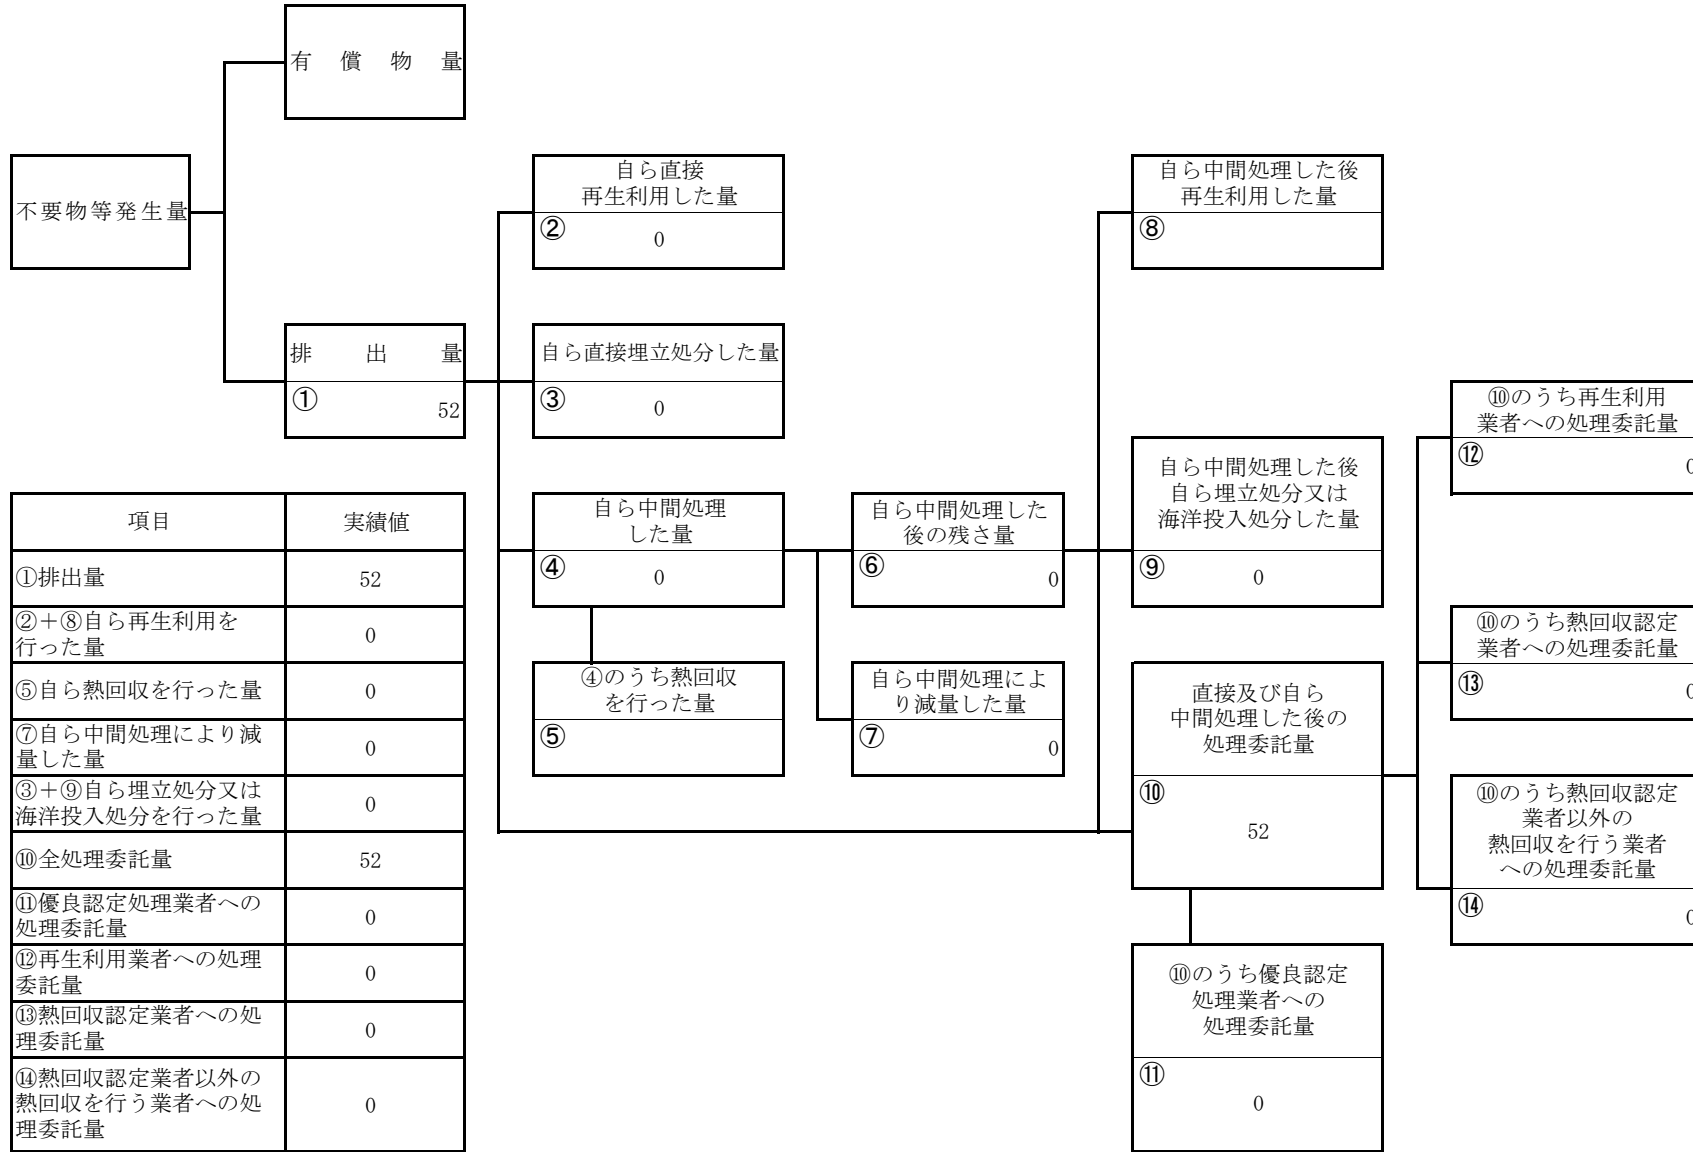 有償物量
不要物等発生量
排出量
①
52
自ら直接
再生利用した量
②
0
自ら直接埋立処分した量
③
0
自ら中間処理
した量
④
0
④のうち熱回収
を行った量
⑤
自ら中間処理した
後の残さ量
⑥
0
自ら中間処理によ
り減量した量
⑦
0
自ら中間処理した後
再生利用した量
⑧
自ら中間処理した後
自ら埋立処分又は
海洋投入処分した量
⑨
0
直接及び自ら
中間処理した後の
処理委託量
⑩
52
⑩のうち優良認定
処理業者への
処理委託量
⑪
0
⑩のうち再生利用
業者への処理委託量
⑫
0
⑩のうち熱回収認定
業者への処理委託量
⑬
0
⑩のうち熱回収認定
業者以外の
熱回収を行う業者
への処理委託量
⑭
0
項目 実績値
①排出量 52
②＋⑧自ら再生利用を
行った量 0
⑤自ら熱回収を行った量 0
⑦自ら中間処理により減
量した量 0
③＋⑨自ら埋立処分又は
海洋投入処分を行った量 0
⑩全処理委託量 52
⑪優良認定処理業者への
処理委託量 0
⑫再生利用業者への処理
委託量 0
⑬熱回収認定業者への処
理委託量 0
⑭熱回収認定業者以外の
熱回収を行う業者への処
理委託量 0